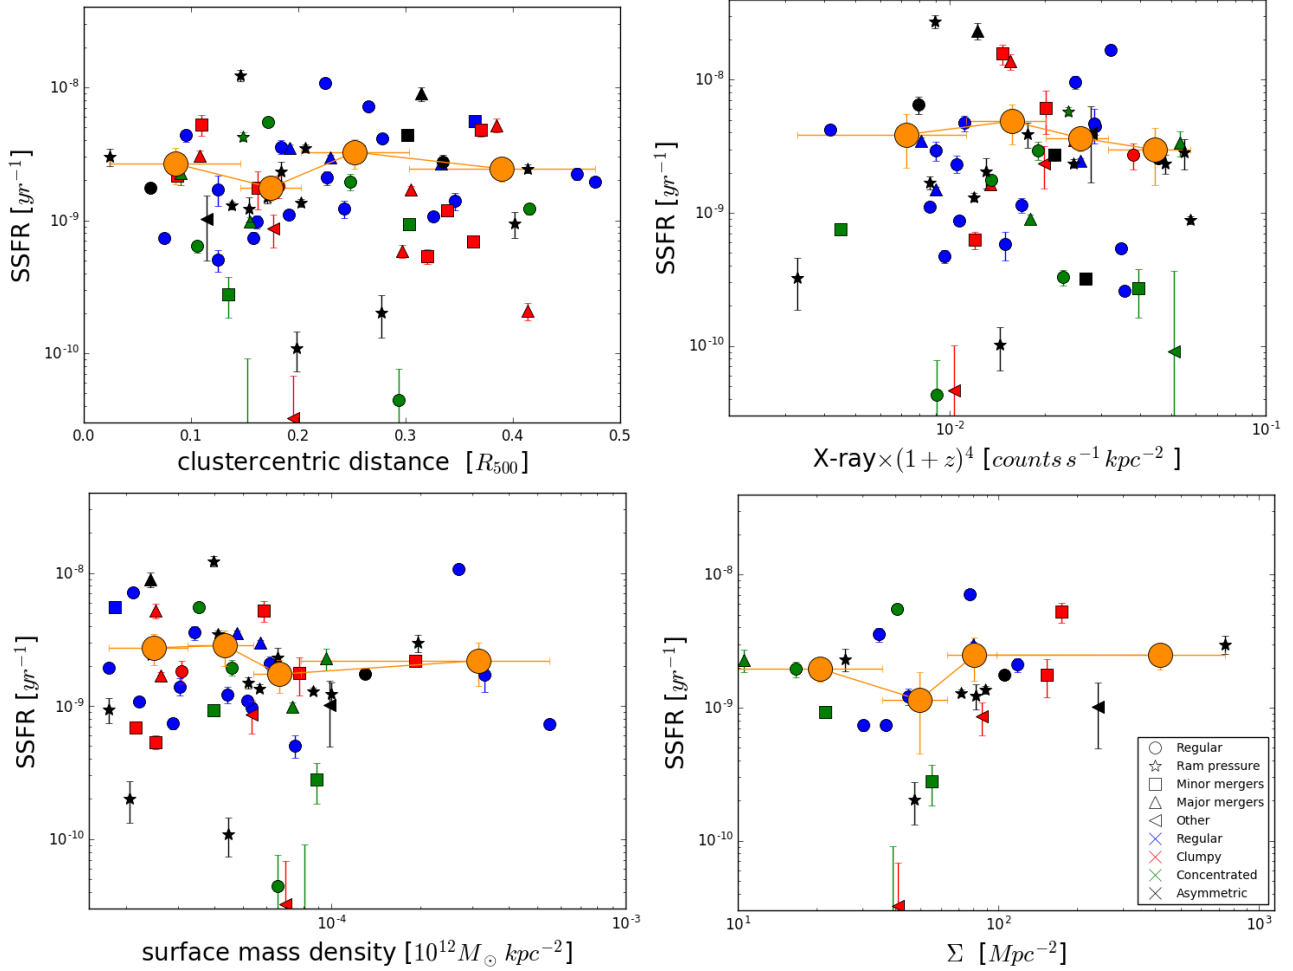 SSFR [yr⁻¹]
10⁻⁸
10⁻⁹
10⁻¹⁰
0.0 0.1 0.2 0.3 0.4 0.5
clustercentric distance [R₅₀₀]
SSFR [yr⁻¹]
10⁻⁸
10⁻⁹
10⁻¹⁰
10⁻² 10⁻¹
X-ray×(1 + z)⁴ [counts s⁻¹ kpc⁻² ]
SSFR [yr⁻¹]
10⁻⁸
10⁻⁹
10⁻¹⁰
10⁻⁴ 10⁻³
surface mass density [10¹²M☉ kpc⁻²]
SSFR [yr⁻¹]
10⁻⁸
10⁻⁹
10⁻¹⁰
10¹ 10² 10³
Σ [Mpc⁻²]
Regular
Ram pressure
Minor mergers
Major mergers
Other
Regular
Clumpy
Concentrated
Asymmetric